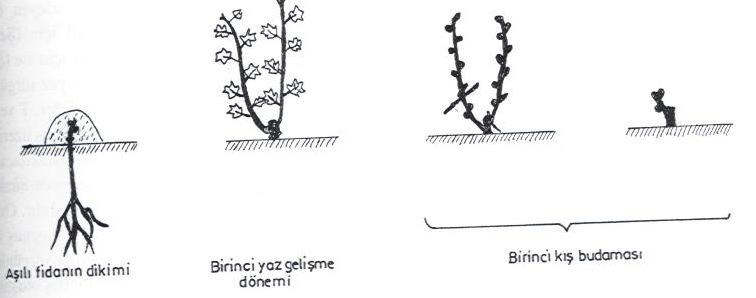 Aşılı fidanın dikimi
Birinci yaz gelişme
dönemi
Birinci kış budaması